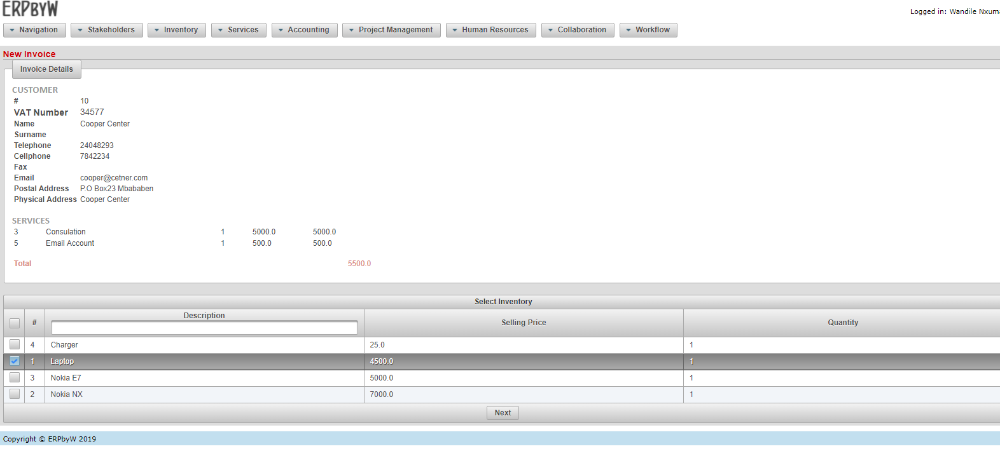 ERPBYW
Logged in: Wandile Nxum
Navigation Stakeholders Inventory Services Accounting Project Management Human Resources Collaboration Workflow
New Invoice
Invoice Details
CUSTOMER
# 10
VAT Number 34577
Name Cooper Center
Surname
Telephone 24048293
Cellphone 7842234
Fax
Email cooper@cetner.com
Postal Address P.O Box23 Mbababen
Physical Address Cooper Center
SERVICES
3 Consulation 1 5000.0 5000.0
5 Email Account 1 500.0 500.0
Total 5500.0
Select Inventory
# Description Selling Price Quantity
4 Charger 25.0 1
1 Laptop 4500.0 1
3 Nokia E7 5000.0 1
2 Nokia NX 7000.0 1
Next
Copyright © ERPbyW 2019